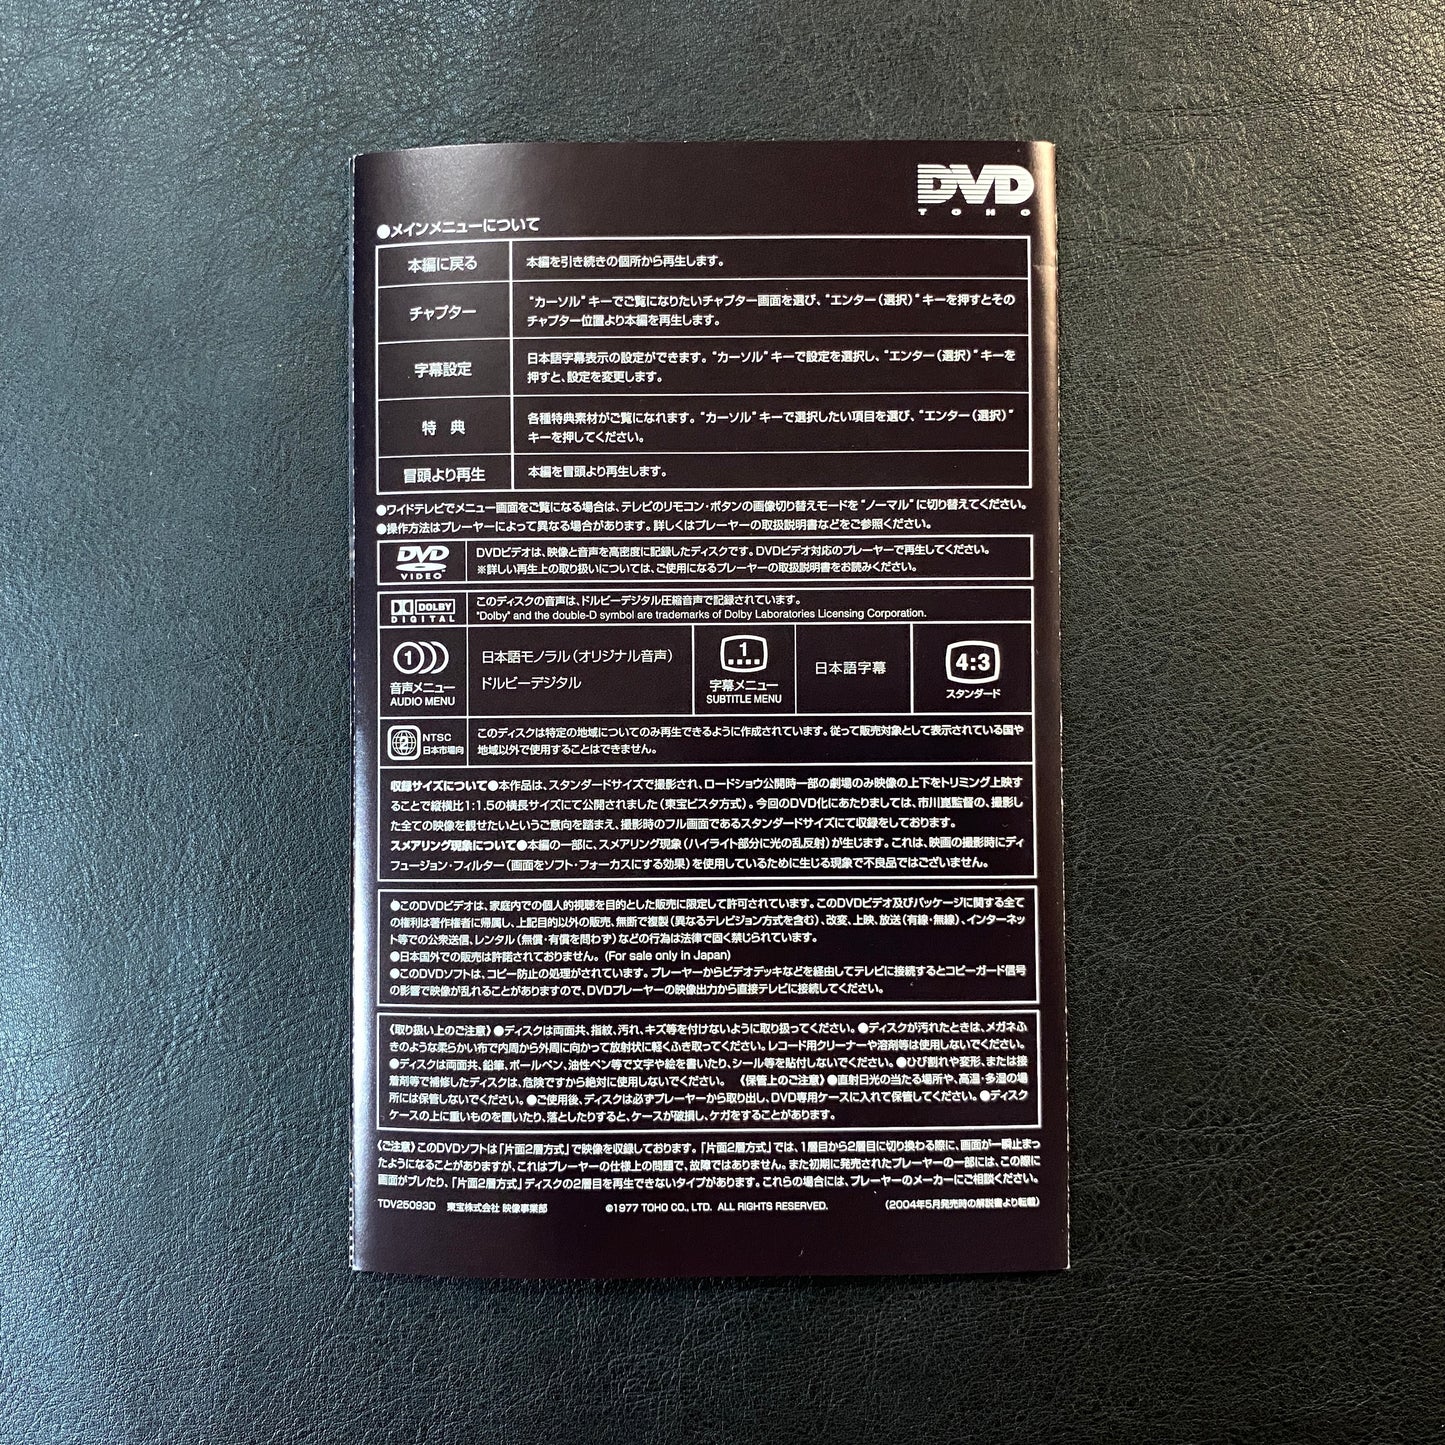 DVD
TOHO
●メインメニューについて
本編に戻る
本編を引き続きの個所から再生します。
チャプター
“カーソル”キーでご覧になりたいチャプター画面を選び、“エンター（選択）”キーを押すとその
チャプター位置より本編を再生します。
字幕設定
日本語字幕表示の設定ができます。“カーソル”キーで設定を選択し、“エンター（選択）”キーを
押すと、設定を変更します。
特 典
各種特典素材がご覧になれます。“カーソル”キーで選択したい項目を選び、“エンター（選択）”
キーを押してください。
冒頭より再生
本編を冒頭より再生します。
●ワイドテレビでメニュー画面をご覧になる場合は、テレビのリモコン・ボタンの画像切り替えモードを“ノーマル”に切り替えてください。
●操作方法はプレーヤーによって異なる場合があります。詳しくはプレーヤーの取扱説明書などをご参照ください。
DVD
VIDEO
DVDビデオは、映像と音声を高密度に記録したディスクです。DVDビデオ対応のプレーヤーで再生してください。
※詳しい再生上の取り扱いについては、ご使用になるプレーヤーの取扱説明書をお読みください。
DOLBY
DIGITAL
このディスクの音声は、ドルビーデジタル圧縮音声で記録されています。
"Dolby" and the double-D symbol are trademarks of Dolby Laboratories Licensing Corporation.
1
音声メニュー
AUDIO MENU
日本語モノラル（オリジナル音声）
ドルビーデジタル
1
字幕メニュー
SUBTITLE MENU
日本語字幕
4:3
スタンダード
2
NTSC
日本市場向
このディスクは特定の地域についてのみ再生できるように作成されています。従って販売対象として表示されている国や
地域以外で使用することはできません。
収録サイズについて●本作品は、スタンダードサイズで撮影され、ロードショウ公開時一部の劇場のみ映像の上下をトリミング上映す
ることで縦横比1:1.5の横長サイズにて公開されました（東宝ビスタ方式）。今回のDVD化にあたりましては、市川崑監督の、撮影し
た全ての映像を観せたいというご意向を踏まえ、撮影時のフル画面であるスタンダードサイズにて収録をしております。
スメアリング現象について●本編の一部に、スメアリング現象（ハイライト部分に光の乱反射）が生じます。これは、映画の撮影時にディ
フュージョン・フィルター（画面をソフト・フォーカスにする効果）を使用しているために生じる現象で不良品ではございません。
●このDVDビデオは、家庭内での個人的視聴を目的とした販売に限定して許可されています。このDVDビデオ及びパッケージに関する全て
の権利は著作権者に帰属し、上記目的以外の販売、無断で複製（異なるテレビジョン方式を含む）、改変、上映、放送（有線・無線）、インターネッ
ト等での公衆送信、レンタル（無償・有償を問わず）などの行為は法律で固く禁じられています。
●日本国外での販売は許諾されておりません。(For sale only in Japan)
●このDVDソフトは、コピー防止の処理がされています。プレーヤーからビデオデッキなどを経由してテレビに接続するとコピーガード信号
の影響で映像が乱れることがありますので、DVDプレーヤーの映像出力から直接テレビに接続してください。
《取り扱い上のご注意》●ディスクは両面共、指紋、汚れ、キズ等を付けないように取り扱ってください。●ディスクが汚れたときは、メガネふ
きのような柔らかい布で内周から外周に向かって放射状に軽くふき取ってください。レコード用クリーナーや溶剤等は使用しないでください。
●ディスクは両面共、鉛筆、ボールペン、油性ペン等で文字や絵を書いたり、シール等を貼付しないでください。●ひび割れや変形、または接
着剤等で補修したディスクは、危険ですから絶対に使用しないでください。 《保管上のご注意》●直射日光の当たる場所や、高温・多湿の場
所には保管しないでください。●ご使用後、ディスクは必ずプレーヤーから取り出し、DVD専用ケースに入れて保管してください。●ディスク
ケースの上に重いものを置いたり、落としたりすると、ケースが破損し、ケガをすることがあります。
《ご注意》このDVDソフトは「片面2層方式」で映像を収録しております。「片面2層方式」では、1層目から2層目に切り換わる際に、画面が一瞬止まっ
たようになることがありますが、これはプレーヤーの仕様上の問題で、故障ではありません。また初期に発売されたプレーヤーの一部には、この際に
画面がブレたり、「片面2層方式」ディスクの2層目を再生できないタイプがあります。これらの場合には、プレーヤーのメーカーにご相談ください。
TDV25093D 東宝株式会社 映像事業部 ©1977 TOHO CO., LTD. ALL RIGHTS RESERVED. （2004年5月発売時の解説書より転載）